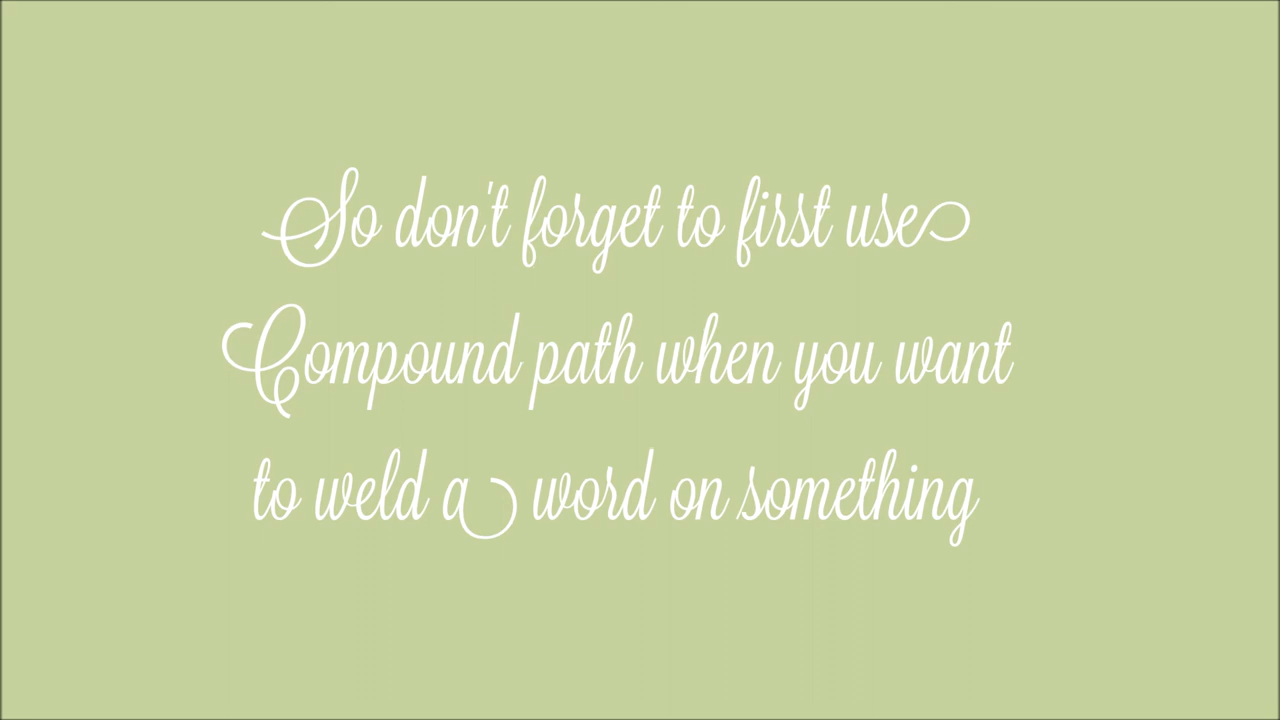 So don't forget to first use
Compound path when you want
to weld a word on something